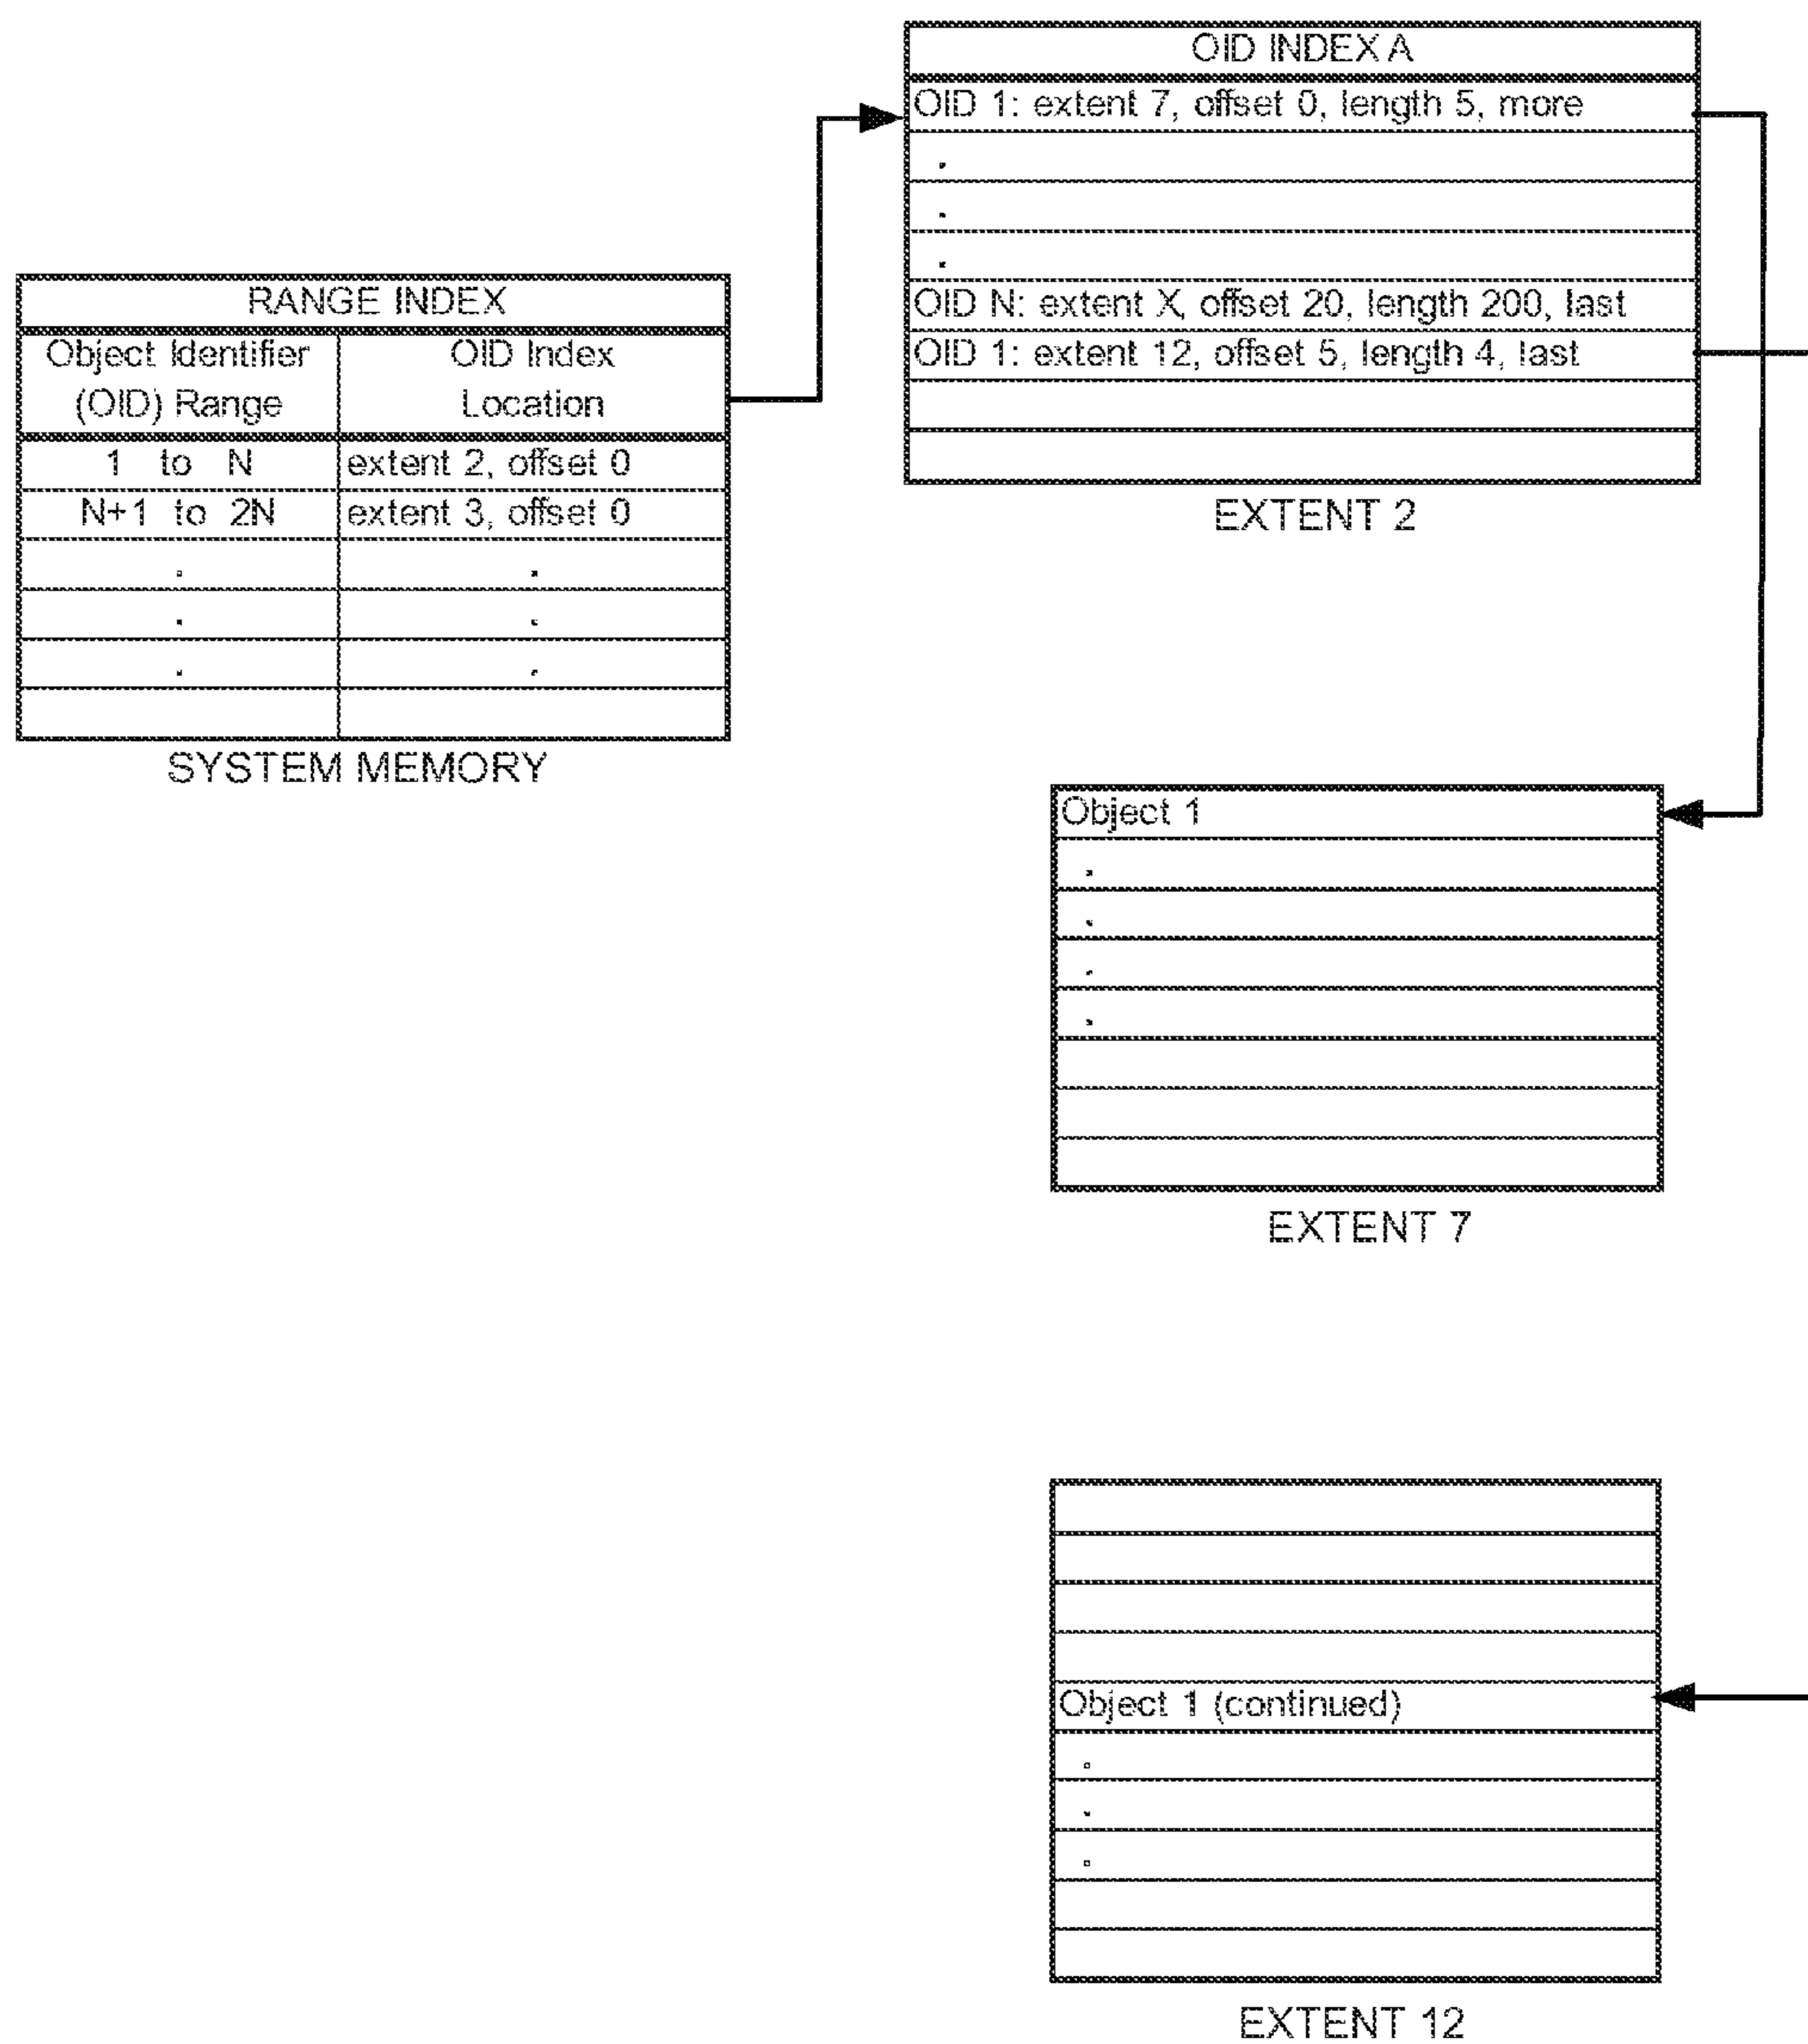 OID INDEX A
OID 1: extent 7, offset 0, length 5, more
.
.
.
OID N: extent X, offset 20, length 200, last
OID 1: extent 12, offset 5, length 4, last
EXTENT 2
RANGE INDEX
Object Identifier (OID) Range
OID Index Location
1 to N
extent 2, offset 0
N+1 to 2N
extent 3, offset 0
. .
. .
. .
SYSTEM MEMORY
Object 1
.
.
.
.
EXTENT 7
Object 1 (continued)
.
.
.
EXTENT 12